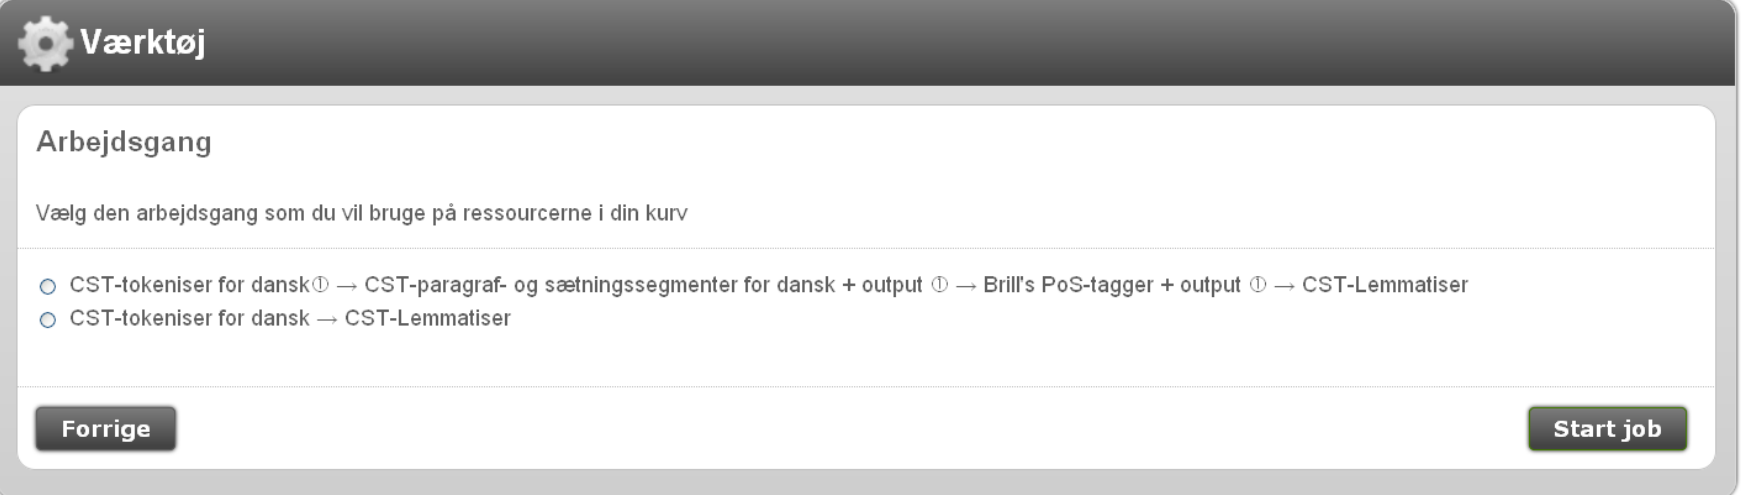 Værktøj
Arbejdsgang
Vælg den arbejdsgang som du vil bruge på ressourcerne i din kurv
CST-tokeniser for dansk① → CST-paragraf- og sætningssegmenter for dansk + output ① → Brill's PoS-tagger + output ① → CST-Lemmatiser
CST-tokeniser for dansk → CST-Lemmatiser
Forrige
Start job